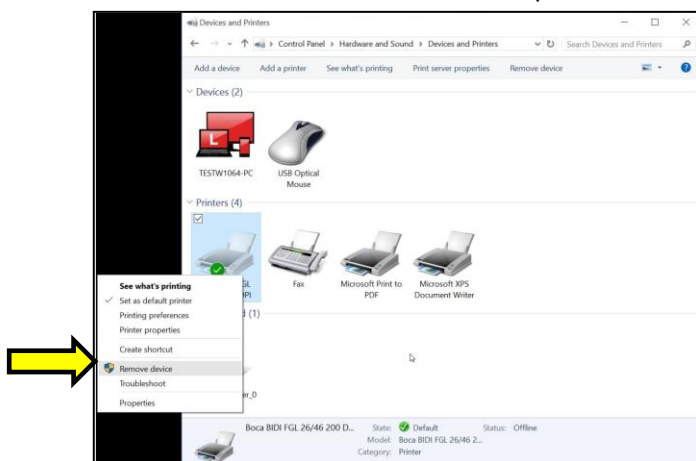 Devices and Printers
Control Panel > Hardware and Sound > Devices and Printers
Search Devices and Printers
Add a device Add a printer See what's printing Print server properties Remove device
Devices (2)
L
TESTW1064-PC
USB Optical
Mouse
Printers (4)
GL
PI
Fax
Microsoft Print to
PDF
Microsoft XPS
Document Writer
See what's printing
Set as default printer
Printing preferences
Printer properties
Create shortcut
Remove device
Troubleshoot
Properties
d (1)
er_0
Boca BIDI FGL 26/46 200 D... State: Default Status: Offline
Model: Boca BIDI FGL 26/46 2...
Category: Printer